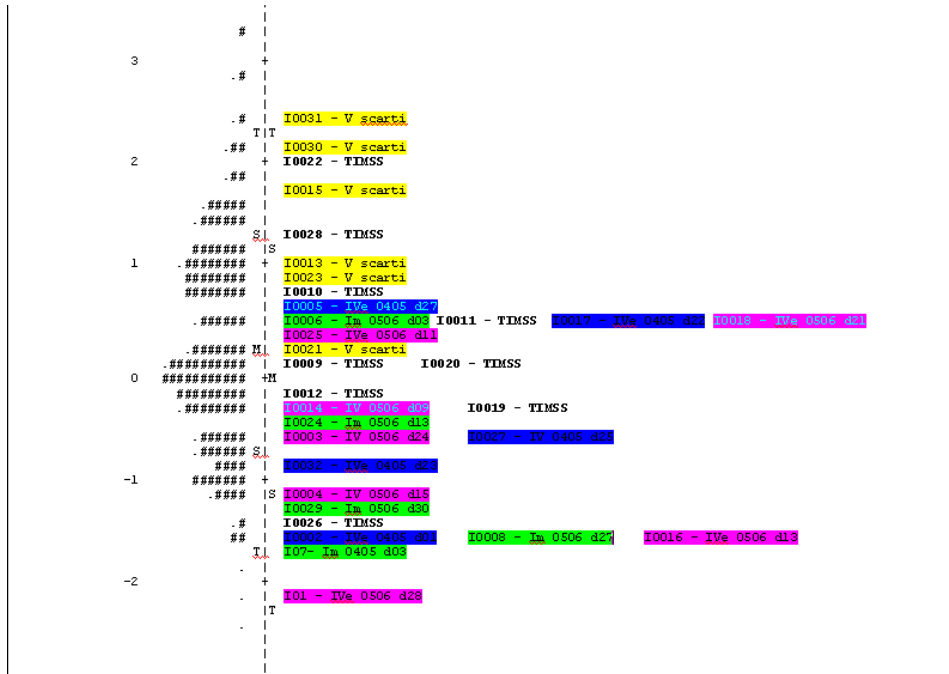 # |
3 +
.# |
.# | I0031 - V scarti
T|T
.## | I0030 - V scarti
2 + I0022 - TIMSS
.## |
| I0015 - V scarti
.##### |
.###### |
S| I0028 - TIMSS
####### |S
1 .######## + I0013 - V scarti
######## | I0023 - V scarti
######## | I0010 - TIMSS
I0005 - IVe 0405 d27
.###### | I0006 - Im 0506 d03 I0011 - TIMSS I0017 - IVe 0405 I0018 - IVe 0506 d21
I0025 - IVe 0506 d11
.####### M| I0021 - V scarti
.########## | I0009 - TIMSS I0020 - TIMSS
0 ########### +M
######### | I0012 - TIMSS
.######## | I0014 - IV 0506 d09 I0019 - TIMSS
| I0024 - Im 0506 d13
.###### | I0003 - IV 0506 d24 I0027 - IV 0405 d25
.###### S|
#### | I0032 - IVe 0405 d23
-1 ####### +
.#### |S I0004 - IV 0506 d15
| I0029 - Im 0506 d30
.# | I0026 - TIMSS
## | I0002 - IVe 0405 d01 I0008 - Im 0506 d27 I0016 - IVe 0506 d13
T| I07- Im 0405 d03
. |
-2 +
. | I01 - IVe 0506 d28
|T
. |